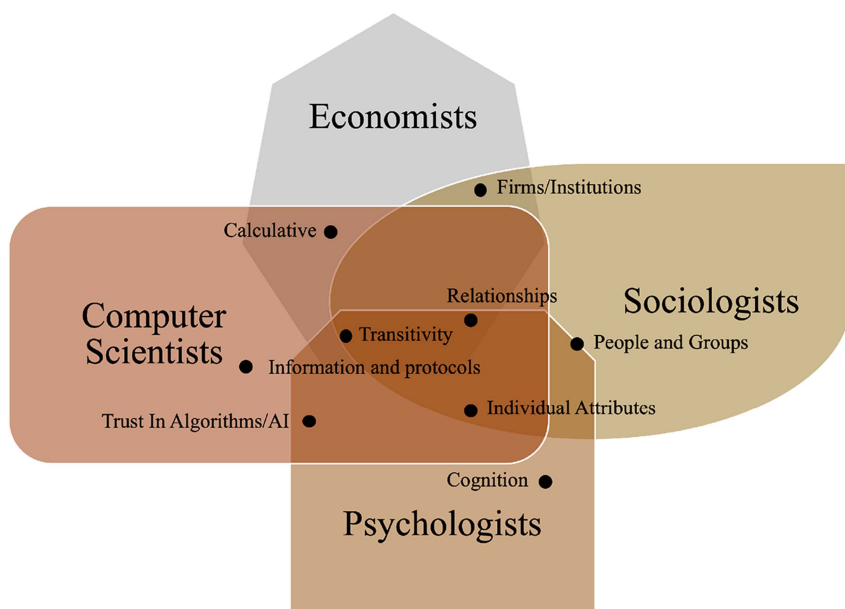 Economists
Firms/Institutions
Calculative
Relationships
Sociologists
Computer
Scientists
Transitivity
People and Groups
Information and protocols
Individual Attributes
Trust In Algorithms/AI
Cognition
Psychologists